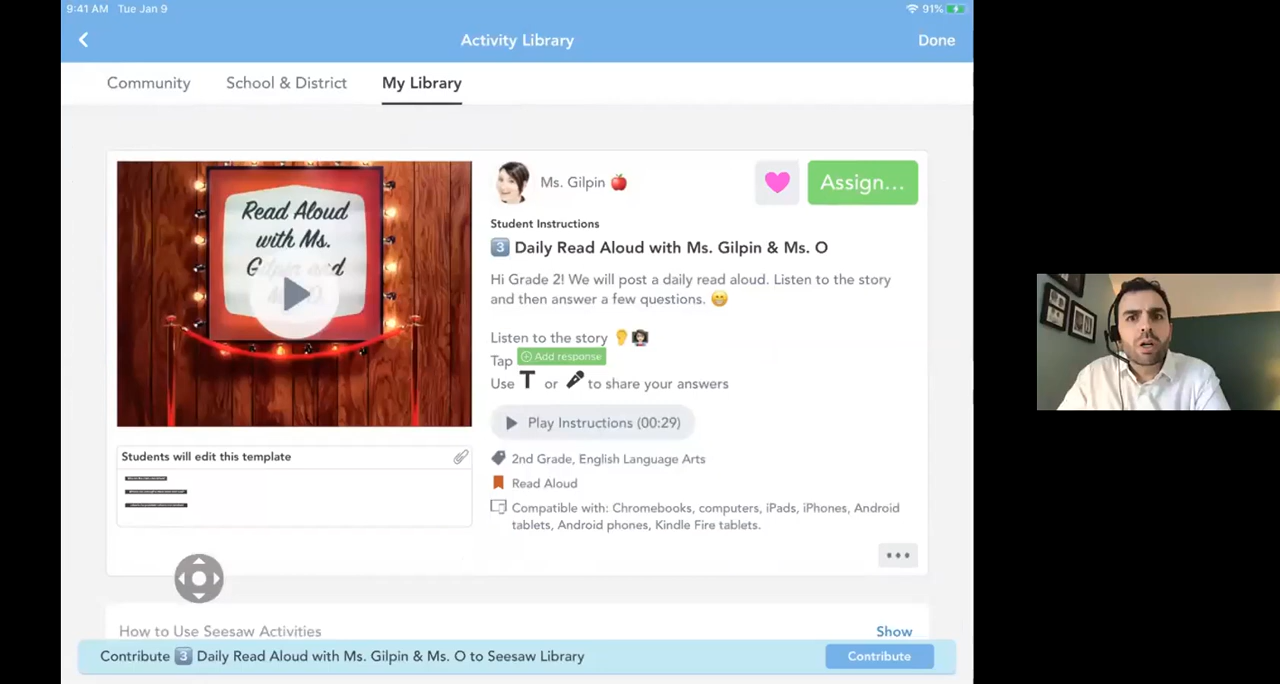 9:41 AM Tue Jan 9
91%
Activity Library
Done
Community
School & District
My Library
Read Aloud
with Ms.
Gilpin and
Ms. Gilpin
Assign...
Student Instructions
3 Daily Read Aloud with Ms. Gilpin & Ms. O
Hi Grade 2! We will post a daily read aloud. Listen to the story
and then answer a few questions.
Listen to the story
Tap + Add response
Use T or to share your answers
Play Instructions (00:29)
2nd Grade, English Language Arts
Read Aloud
Compatible with: Chromebooks, computers, iPads, iPhones, Android
tablets, Android phones, Kindle Fire tablets.
Students will edit this template
How to Use Seesaw Activities
Show
Contribute 3 Daily Read Aloud with Ms. Gilpin & Ms. O to Seesaw Library
Contribute